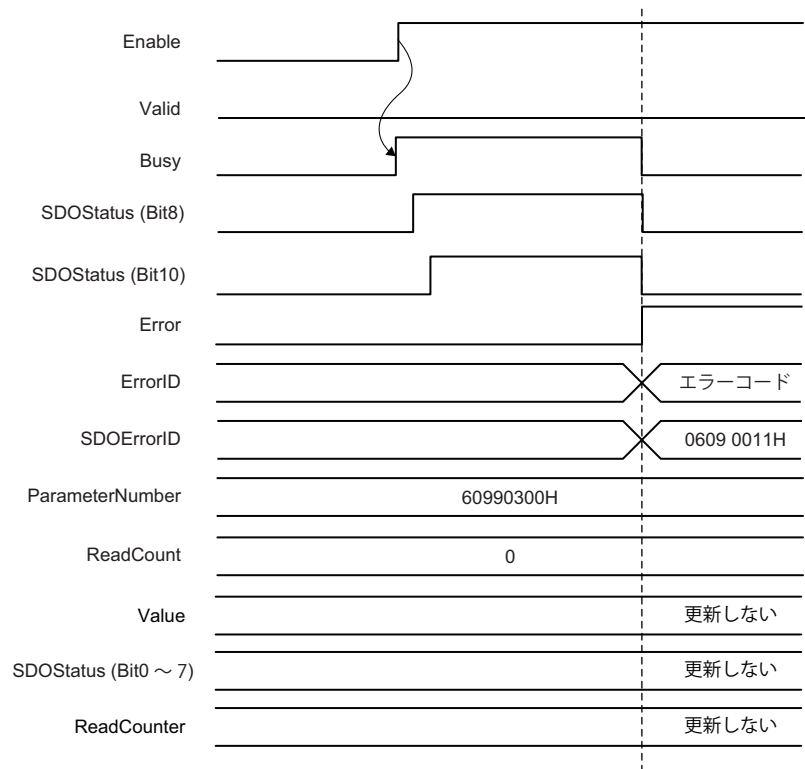 Enable
Valid
Busy
SDOStatus (Bit8)
SDOStatus (Bit10)
Error
ErrorID エラーコード
SDOErrorID 0609 0011H
ParameterNumber 60990300H
ReadCount 0
Value 更新しない
SDOStatus (Bit0 ～ 7) 更新しない
ReadCounter 更新しない